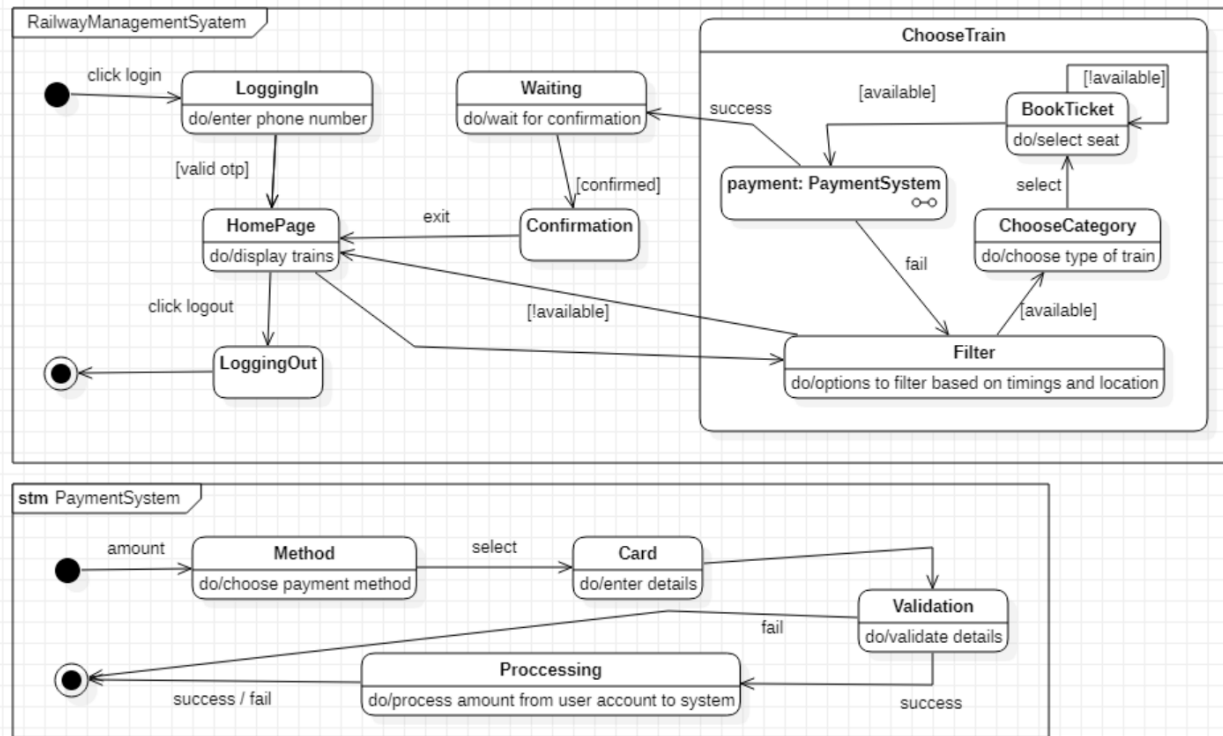 RailwayManagementSyatem
ChooseTrain
click login
LoggingIn
do/enter phone number
Waiting
do/wait for confirmation
success
[available]
[!available]
BookTicket
do/select seat
[valid otp]
[confirmed]
payment: PaymentSystem
select
HomePage
do/display trains
exit
Confirmation
ChooseCategory
do/choose type of train
fail
click logout
[!available]
[available]
LoggingOut
Filter
do/options to filter based on timings and location
stm PaymentSystem
amount
Method
do/choose payment method
select
Card
do/enter details
Validation
do/validate details
fail
Proccessing
do/process amount from user account to system
success / fail
success